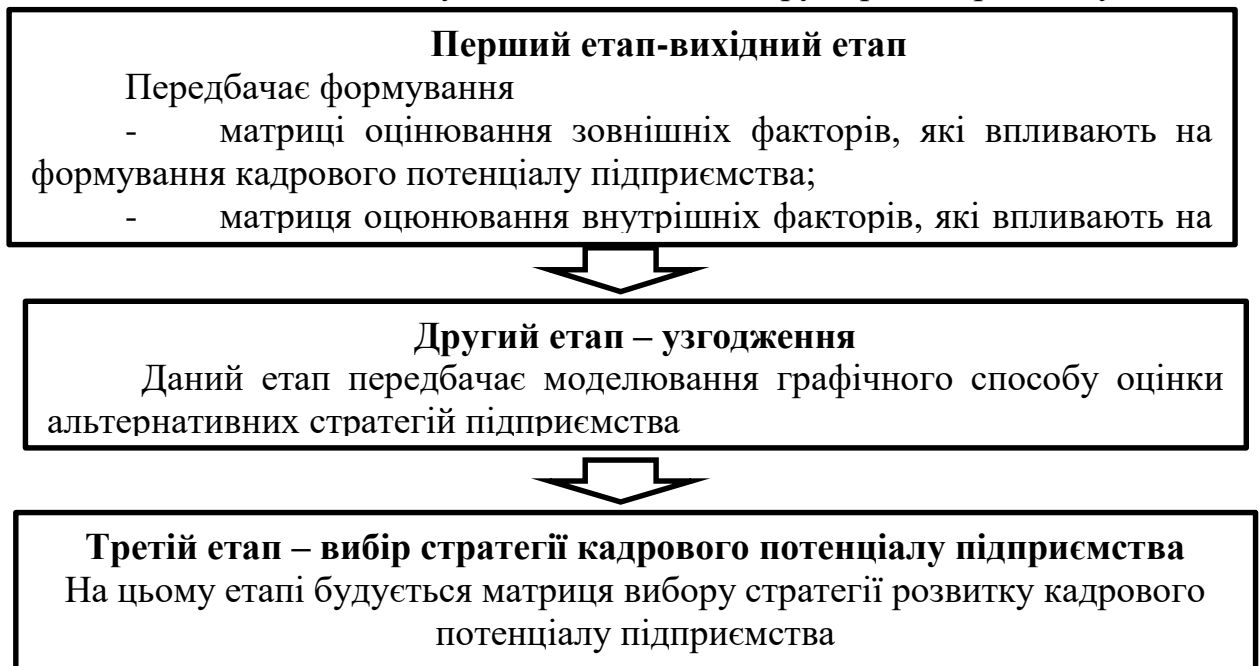 Перший етап-вихідний етап
Передбачає формування
- матриці оцінювання зовнішніх факторів, які впливають на
формування кадрового потенціалу підприємства;
- матриця оцюнювання внутрішніх факторів, які впливають на
Другий етап – узгодження
Даний етап передбачає моделювання графічного способу оцінки
альтернативних стратегій підприємства
Третій етап – вибір стратегії кадрового потенціалу підприємства
На цьому етапі будується матриця вибору стратегії розвитку кадрового
потенціалу підприємства